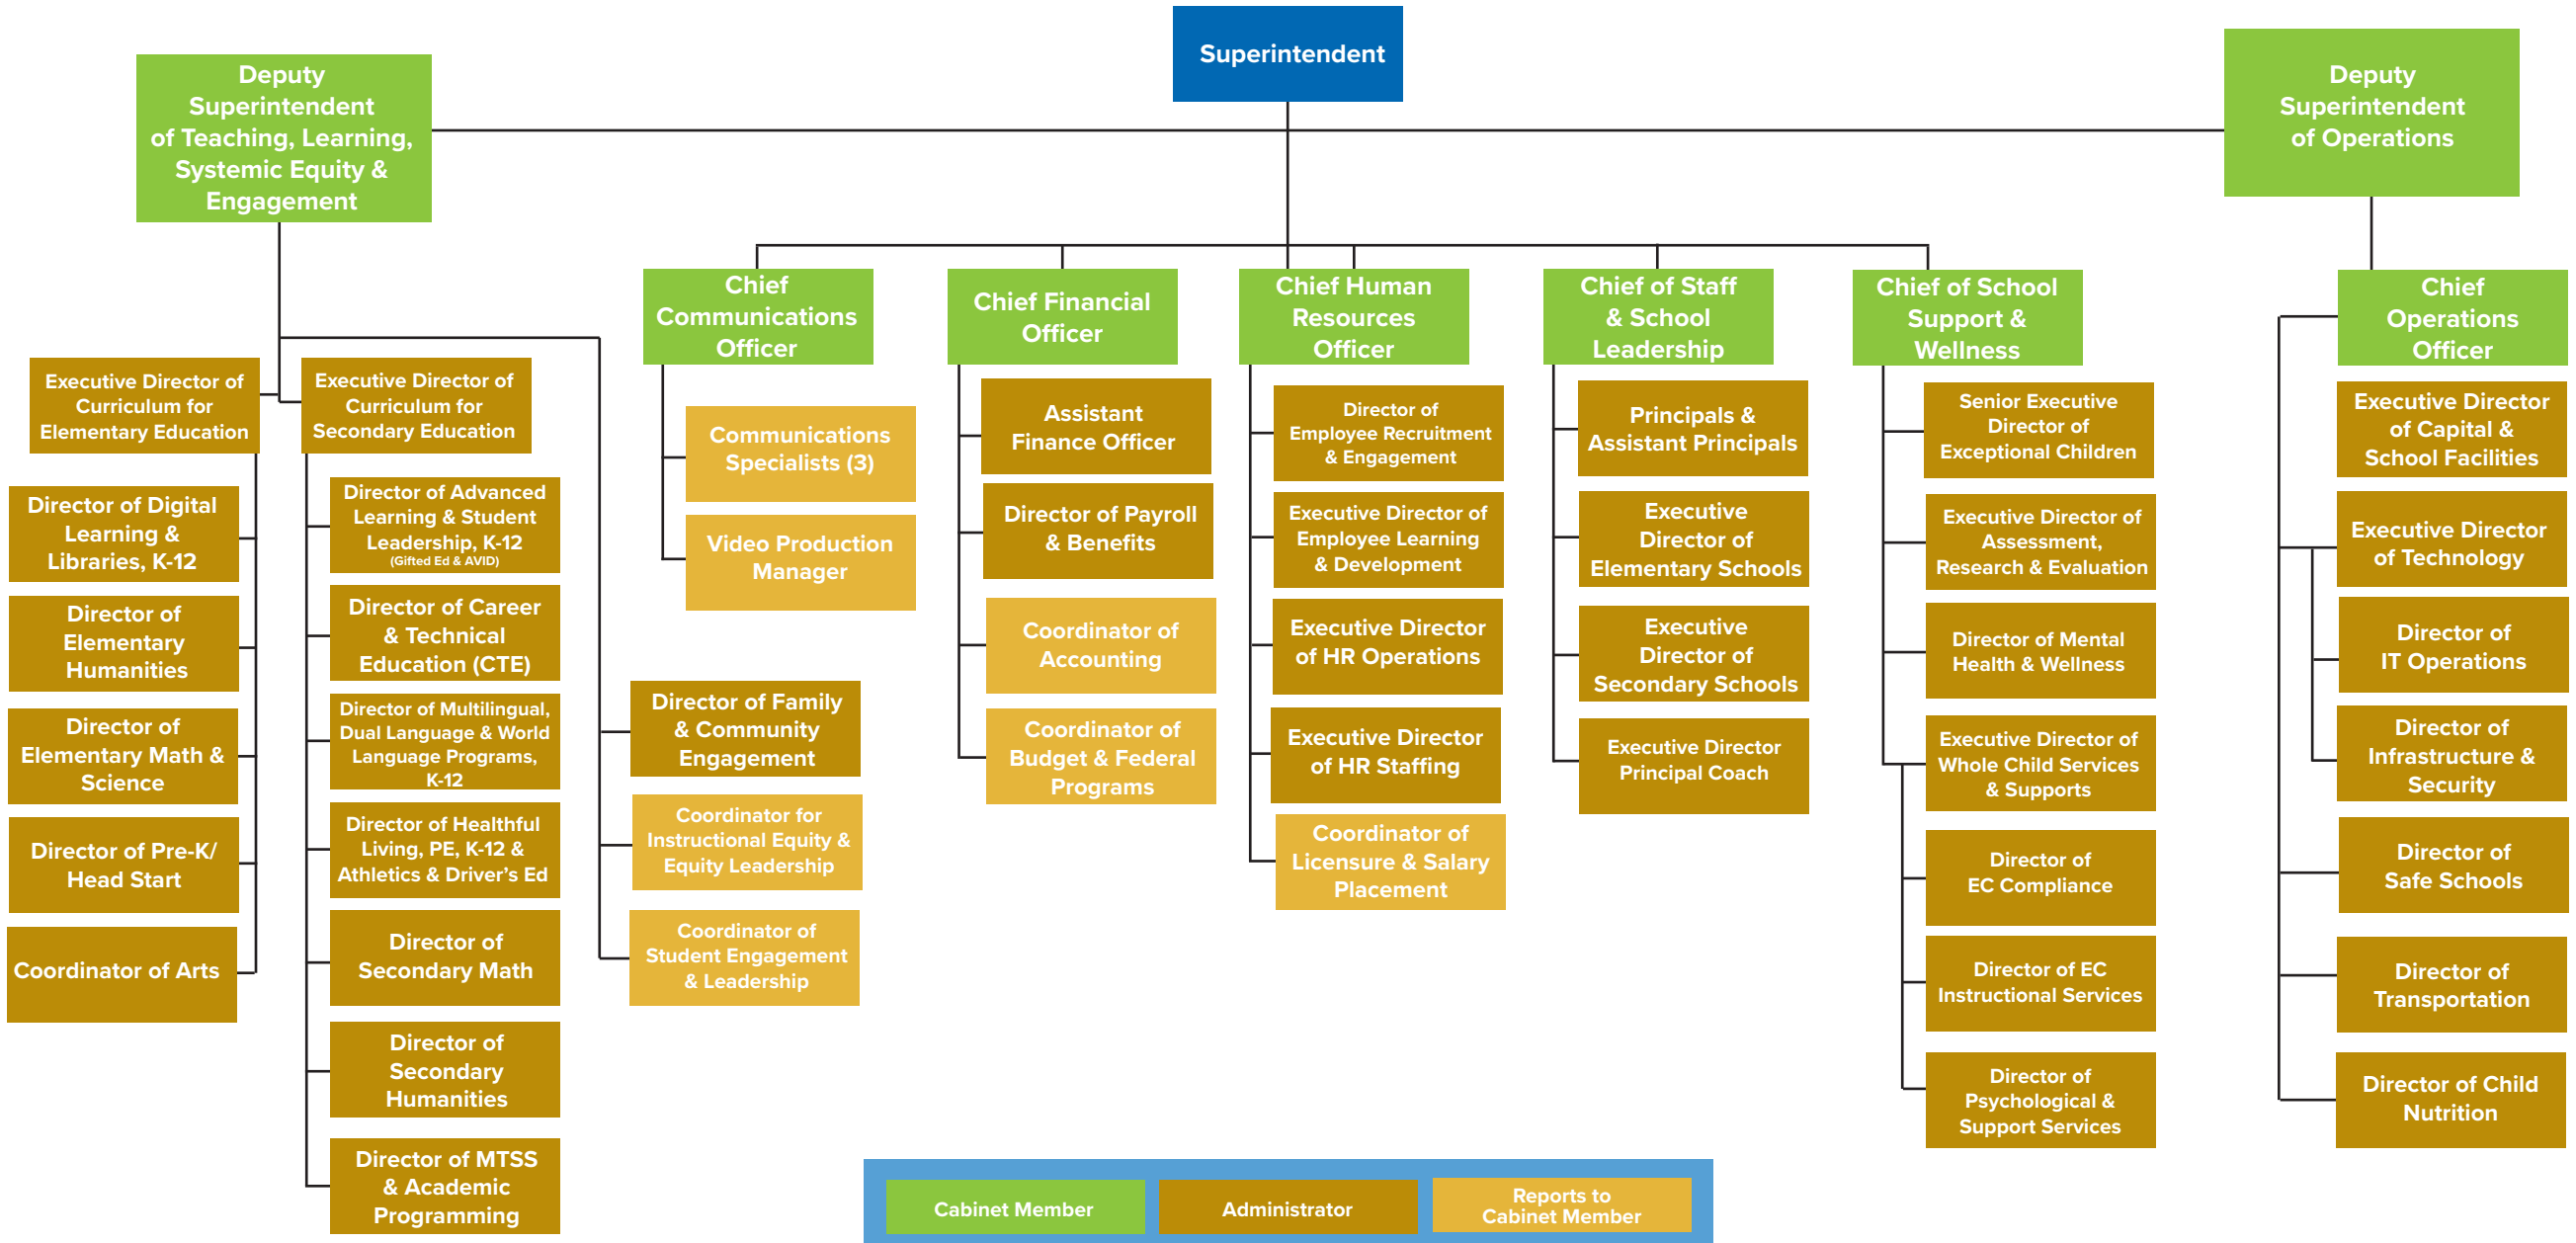 Superintendent
Deputy
Superintendent
of Teaching, Learning,
Systemic Equity &
Engagement
Deputy
Superintendent
of Operations
Executive Director of
Curriculum for
Elementary Education
Director of Digital
Learning &
Libraries, K-12
Director of
Elementary
Humanities
Director of
Elementary Math &
Science
Director of Pre-K/
Head Start
Coordinator of Arts
Executive Director of
Curriculum for
Secondary Education
Director of Advanced
Learning & Student
Leadership, K-12
(Gifted Ed & AVID)
Director of Career
& Technical
Education (CTE)
Director of Multilingual,
Dual Language & World
Language Programs,
K-12
Director of Healthful
Living, PE, K-12 &
Athletics & Driver’s Ed
Director of
Secondary Math
Director of
Secondary
Humanities
Director of MTSS
& Academic
Programming
Director of Family
& Community
Engagement
Coordinator for
Instructional Equity &
Equity Leadership
Coordinator of
Student Engagement
& Leadership
Chief
Communications
Officer
Communications
Specialists (3)
Video Production
Manager
Chief Financial
Officer
Assistant
Finance Officer
Director of Payroll
& Benefits
Coordinator of
Accounting
Coordinator of
Budget & Federal
Programs
Chief Human
Resources
Officer
Director of
Employee Recruitment
& Engagement
Executive Director of
Employee Learning
& Development
Executive Director
of HR Operations
Executive Director
of HR Staffing
Coordinator of
Licensure & Salary
Placement
Chief of Staff
& School
Leadership
Principals &
Assistant Principals
Executive
Director of
Elementary Schools
Executive
Director of
Secondary Schools
Executive Director
Principal Coach
Chief of School
Support &
Wellness
Senior Executive
Director of
Exceptional Children
Executive Director of
Assessment,
Research & Evaluation
Director of Mental
Health & Wellness
Executive Director of
Whole Child Services
& Supports
Director of
EC Compliance
Director of EC
Instructional Services
Director of
Psychological &
Support Services
Chief
Operations
Officer
Executive Director
of Capital &
School Facilities
Executive Director
of Technology
Director of
IT Operations
Director of
Infrastructure &
Security
Director of
Safe Schools
Director of
Transportation
Director of Child
Nutrition
Cabinet Member
Administrator
Reports to
Cabinet Member